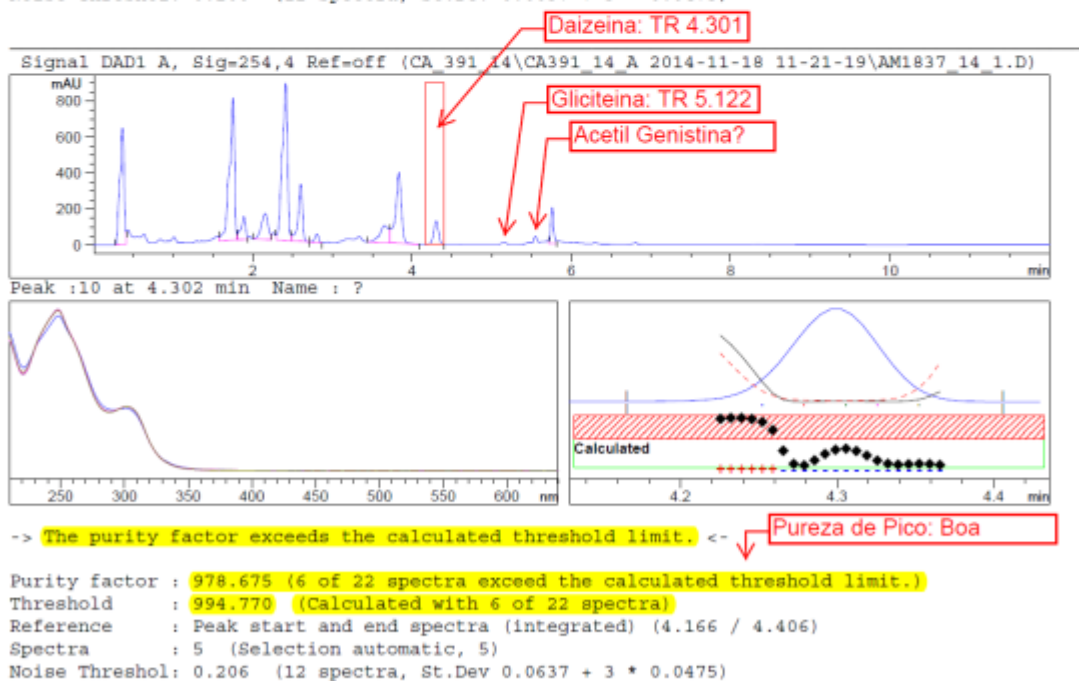 Daizeina: TR 4.301
Signal DAD1 A, Sig=254,4 Ref=off (CA_391_14\CA391_14_A 2014-11-18 11-21-19\AM1837_14_1.D)
mAU
800
600
400
200
0
Gliciteina: TR 5.122
Acetil Genistina?
2 4 6 8 10 min
Peak :10 at 4.302 min Name : ?
Calculated
250 300 350 400 450 500 550 600 nm
4.2 4.3 4.4 min
-> The purity factor exceeds the calculated threshold limit. <-
Pureza de Pico: Boa
Purity factor : 978.675 (6 of 22 spectra exceed the calculated threshold limit.)
Threshold : 994.770 (Calculated with 6 of 22 spectra)
Reference : Peak start and end spectra (integrated) (4.166 / 4.406)
Spectra : 5 (Selection automatic, 5)
Noise Threshol: 0.206 (12 spectra, St.Dev 0.0637 + 3 * 0.0475)